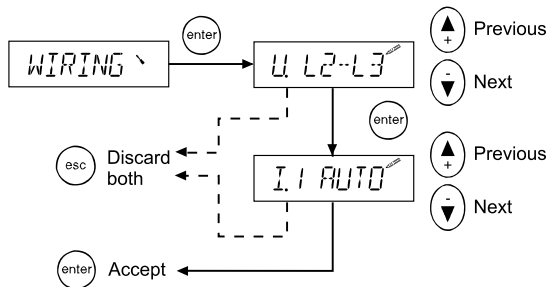 enter
+
Previous
WIRING
U. L2-L3
-
Next
enter
esc
Discard
both
I.1 AUTO
+
Previous
-
Next
enter
Accept